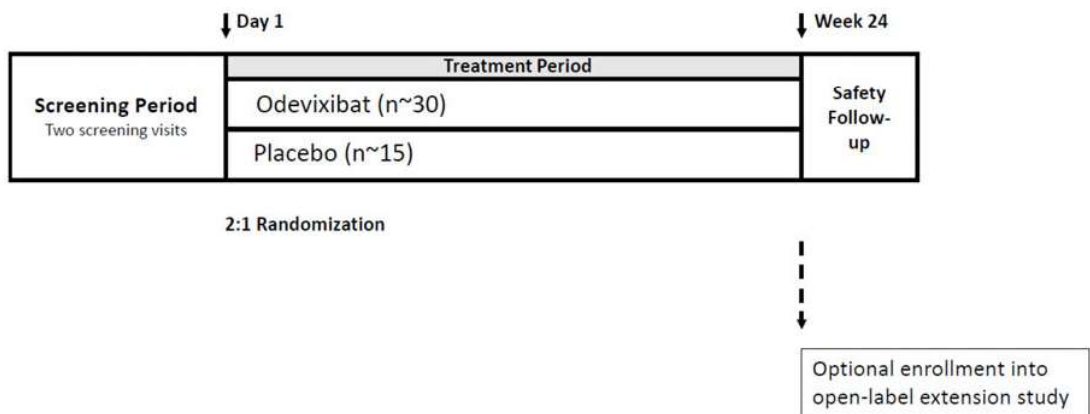 Day 1
Week 24
Treatment Period
Screening Period
Two screening visits
Odevixibat (n~30)
Placebo (n~15)
Safety
Follow-
up
2:1 Randomization
Optional enrollment into
open-label extension study